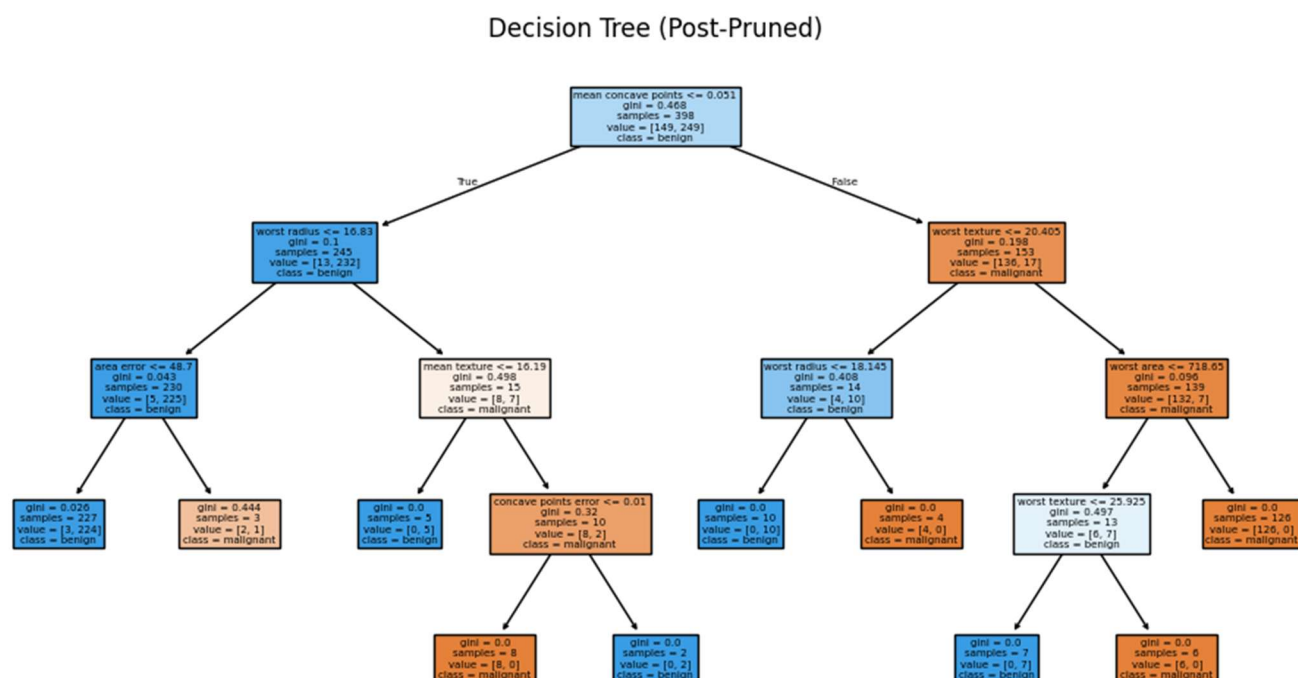 Decision Tree (Post-Pruned)
mean concave points <= 0.051
gini = 0.468
samples = 398
value = [149, 249]
class = benign
True
False
worst radius <= 16.83
gini = 0.1
samples = 245
value = [13, 232]
class = benign
worst texture <= 20.405
gini = 0.198
samples = 153
value = [136, 17]
class = malignant
area error <= 48.7
gini = 0.043
samples = 230
value = [5, 225]
class = benign
mean texture <= 16.19
gini = 0.498
samples = 15
value = [8, 7]
class = malignant
worst radius <= 18.145
gini = 0.408
samples = 14
value = [4, 10]
class = benign
worst area <= 718.65
gini = 0.096
samples = 139
value = [132, 7]
class = malignant
gini = 0.026
samples = 227
value = [3, 224]
class = benign
gini = 0.444
samples = 3
value = [2, 1]
class = malignant
gini = 0.0
samples = 5
value = [0, 5]
class = benign
concave points error <= 0.01
gini = 0.32
samples = 10
value = [8, 2]
class = malignant
gini = 0.0
samples = 10
value = [0, 10]
class = benign
gini = 0.0
samples = 4
value = [4, 0]
class = malignant
worst texture <= 25.925
gini = 0.497
samples = 13
value = [6, 7]
class = benign
gini = 0.0
samples = 126
value = [126, 0]
class = malignant
gini = 0.0
samples = 8
value = [8, 0]
class = malignant
gini = 0.0
samples = 2
value = [0, 2]
class = benign
gini = 0.0
samples = 7
value = [0, 7]
class = benign
gini = 0.0
samples = 6
value = [6, 0]
class = malignant